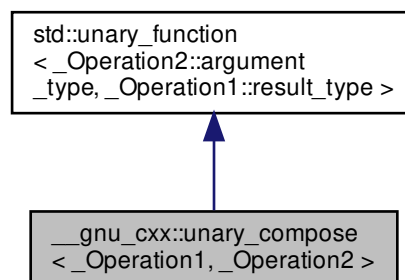 std::unary_function
< _Operation2::argument
_type, _Operation1::result_type >
__gnu_cxx::unary_compose
< _Operation1, _Operation2 >